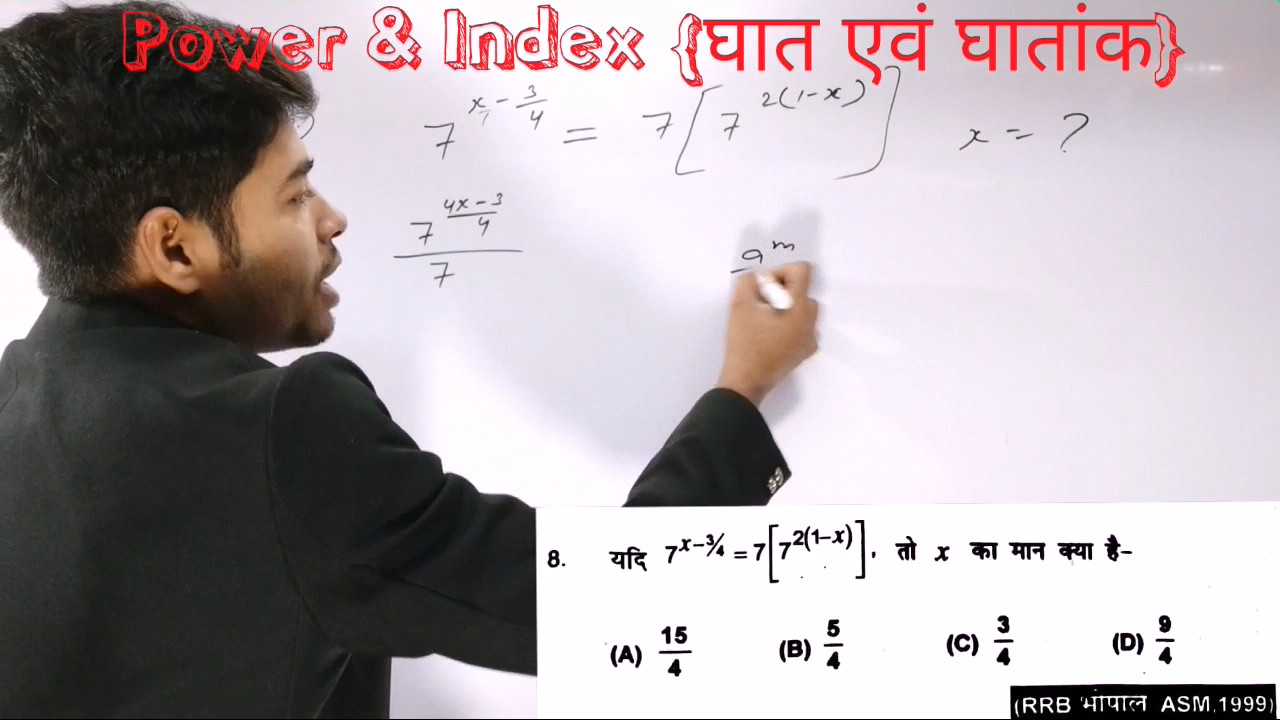 Power & Index {घात एवं घातांक}
7^{x - 3/4} = 7[7^{2(1-x)}] x = ?
7^{(4x-3)/4} / 7
a^m
8. यदि 7^{x-3/4} = 7[7^{2(1-x)}], तो x का मान क्या है-
(A) 15/4 (B) 5/4 (C) 3/4 (D) 9/4
(RRB भोपाल ASM,1999)